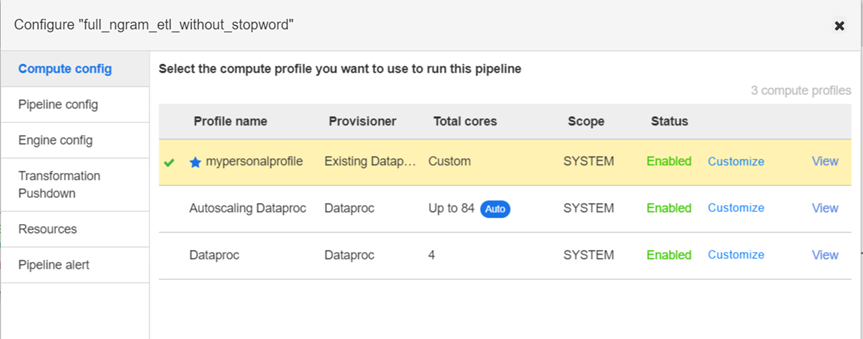 Configure "full_ngram_etl_without_stopword"
Compute config
Pipeline config
Engine config
Transformation
Pushdown
Resources
Pipeline alert
Select the compute profile you want to use to run this pipeline
3 compute profiles
Profile name Provisioner Total cores Scope Status
mypersonalprofile Existing Datap... Custom SYSTEM Enabled Customize View
Autoscaling Dataproc Dataproc Up to 84 Auto SYSTEM Enabled Customize View
Dataproc Dataproc 4 SYSTEM Enabled Customize View